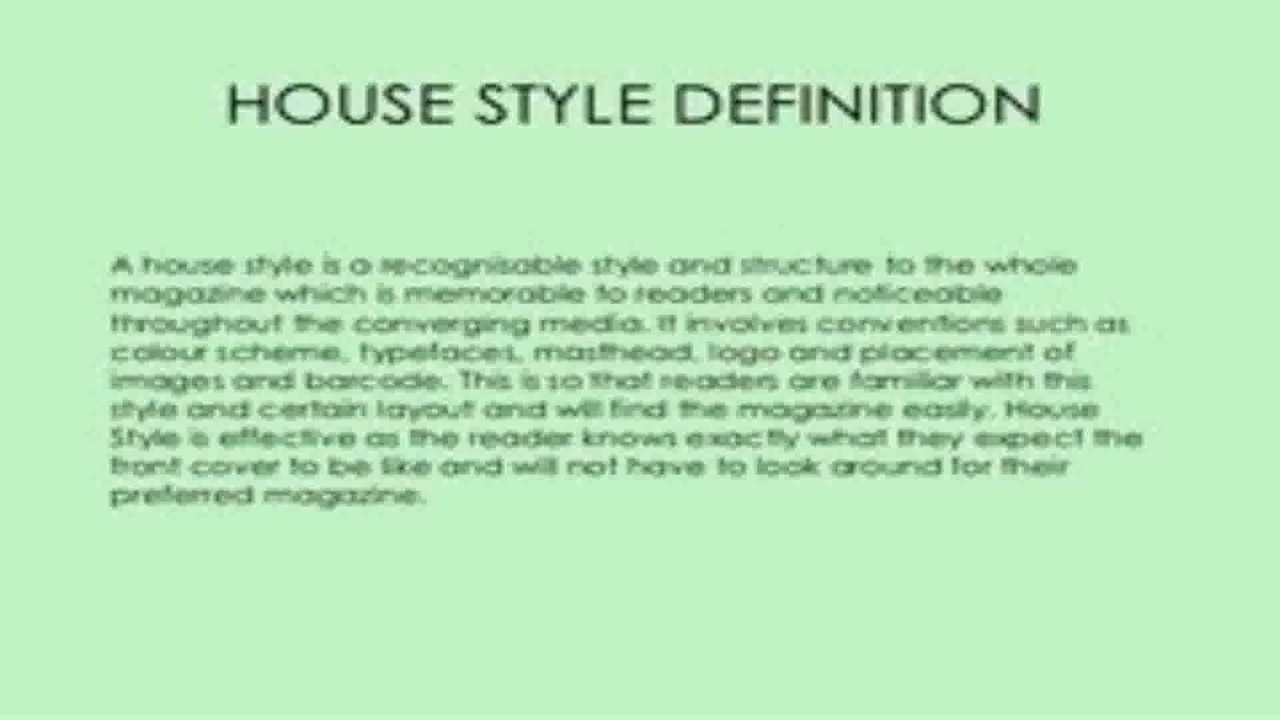 HOUSE STYLE DEFINITION
A house style is a recognisable style and structure to the whole
magazine which is memorable to readers and noticeable
throughout the converging media. It involves conventions such as
colour scheme, typefaces, masthead, logo and placement of
images and barcode. This is so that readers are familiar with this
style and certain layout and will find the magazine easily. House
Style is effective as the reader knows exactly what they expect the
front cover to be like and will not have to look around for their
preferred magazine.